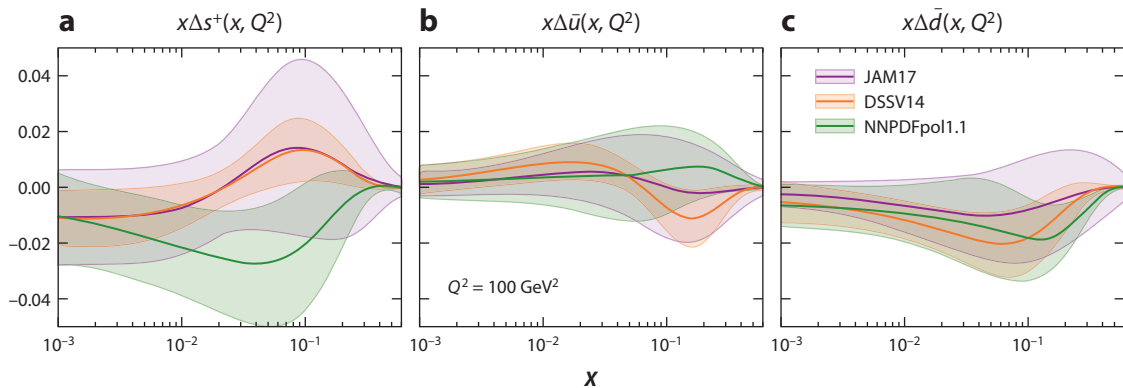 a xΔs⁺(x, Q²)
b xΔū(x, Q²)
c xΔd̄(x, Q²)
0.04
0.02
0.00
−0.02
−0.04
JAM17
DSSV14
NNPDFpol1.1
Q² = 100 GeV²
10⁻³ 10⁻² 10⁻¹ 10⁻³ 10⁻² 10⁻¹ 10⁻³ 10⁻² 10⁻¹
x